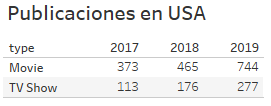 Publicaciones en USA
type 2017 2018 2019
Movie 373 465 744
TV Show 113 176 277